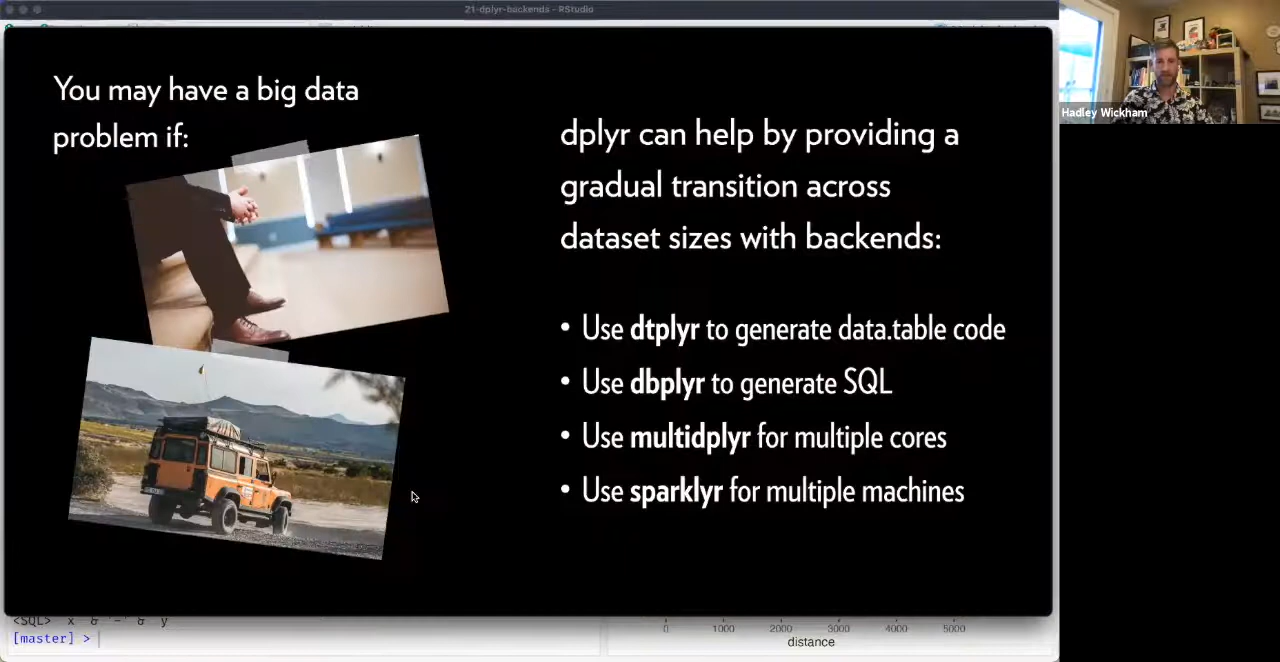 21-dplyr-backends - RStudio
You may have a big data
problem if:
dplyr can help by providing a
gradual transition across
dataset sizes with backends:
• Use dtplyr to generate data.table code
• Use dbplyr to generate SQL
• Use multidplyr for multiple cores
• Use sparklyr for multiple machines
Hadley Wickham
<SQL> x & '-' & y
[master] >
0 1000 2000 3000 4000 5000
distance